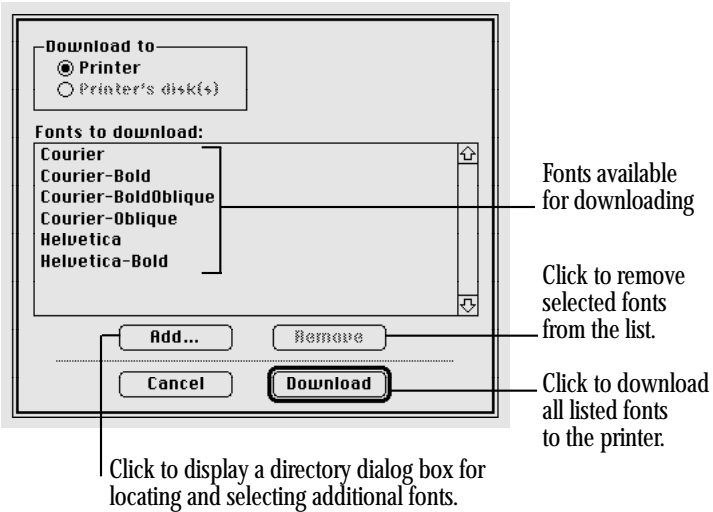 Download to
Printer
Printer's disk(s)
Fonts to download:
Courier
Courier-Bold
Courier-BoldOblique
Courier-Oblique
Helvetica
Helvetica-Bold
Add...
Remove
Cancel
Download
Fonts available
for downloading
Click to remove
selected fonts
from the list.
Click to download
all listed fonts
to the printer.
Click to display a directory dialog box for
locating and selecting additional fonts.